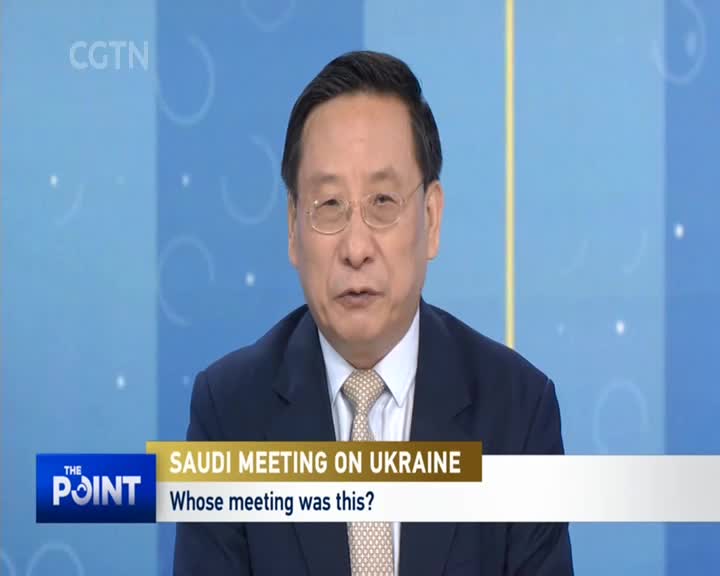 CGTN
SAUDI MEETING ON UKRAINE
THE
POINT
Whose meeting was this?